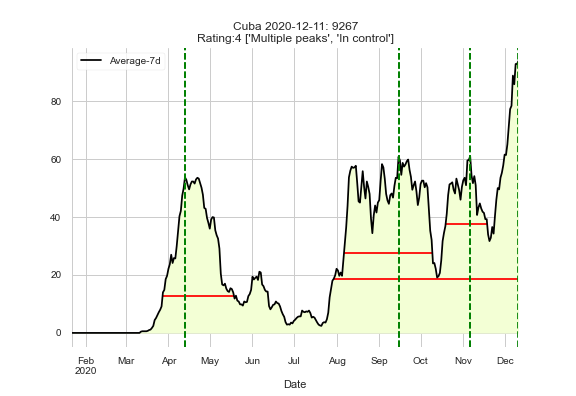 Cuba 2020-12-11: 9267
Rating:4 ['Multiple peaks', 'In control']
Average-7d
80
60
40
20
0
Feb Mar Apr May Jun Jul Aug Sep Oct Nov Dec
2020
Date